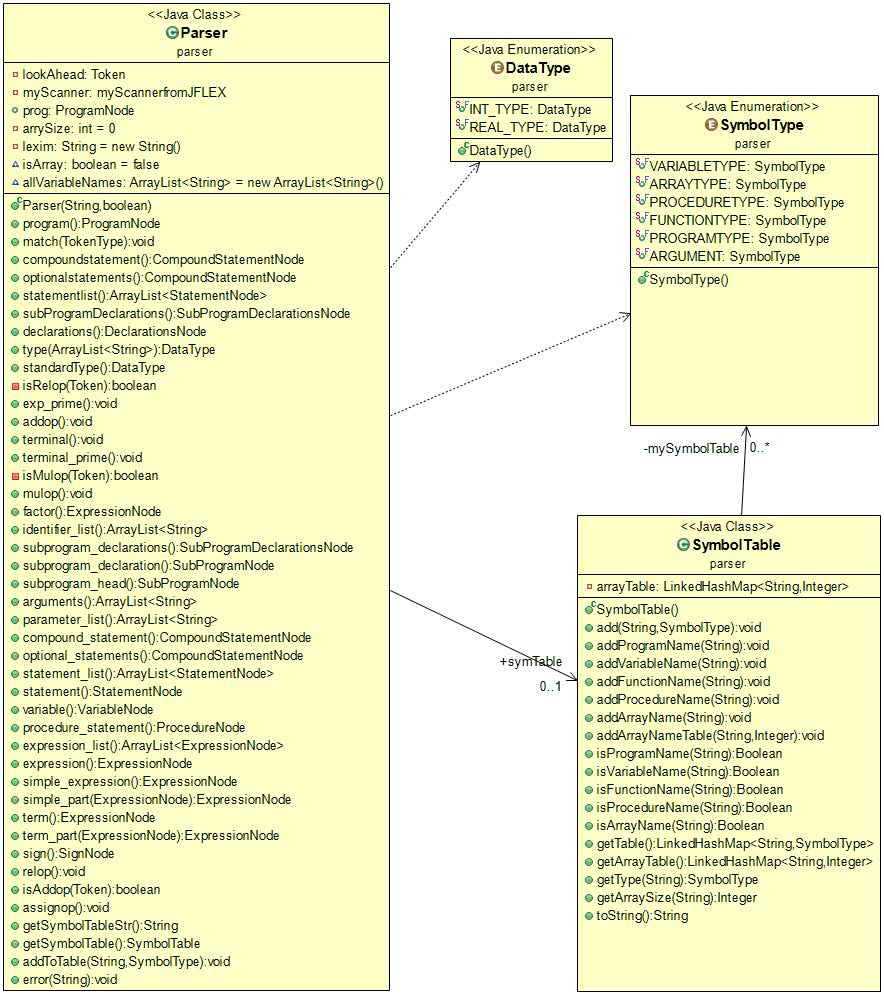 <<Java Class>>
Parser
parser
lookAhead: Token
myScanner: myScannerfromJFLEX
prog: ProgramNode
arrySize: int = 0
lexim: String = new String()
isArray: boolean = false
allVariableNames: ArrayList<String> = new ArrayList<String>()
Parser(String,boolean)
program():ProgramNode
match(TokenType):void
compoundstatement():CompoundStatementNode
optionalstatements():CompoundStatementNode
statementlist():ArrayList<StatementNode>
subProgramDeclarations():SubProgramDeclarationsNode
declarations():DeclarationsNode
type(ArrayList<String>):DataType
standardType():DataType
isRelop(Token):boolean
exp_prime():void
addop():void
terminal():void
terminal_prime():void
isMulop(Token):boolean
mulop():void
factor():ExpressionNode
identifier_list():ArrayList<String>
subprogram_declarations():SubProgramDeclarationsNode
subprogram_declaration():SubProgramNode
subprogram_head():SubProgramNode
arguments():ArrayList<String>
parameter_list():ArrayList<String>
compound_statement():CompoundStatementNode
optional_statements():CompoundStatementNode
statement_list():ArrayList<StatementNode>
statement():StatementNode
variable():VariableNode
procedure_statement():ProcedureNode
expression_list():ArrayList<ExpressionNode>
expression():ExpressionNode
simple_expression():ExpressionNode
simple_part(ExpressionNode):ExpressionNode
term():ExpressionNode
term_part(ExpressionNode):ExpressionNode
sign():SignNode
relop():void
isAddop(Token):boolean
assignop():void
getSymbolTableStr():String
getSymbolTable():SymbolTable
addToTable(String,SymbolType):void
error(String):void
<<Java Enumeration>>
DataType
parser
INT_TYPE: DataType
REAL_TYPE: DataType
DataType()
<<Java Enumeration>>
SymbolType
parser
VARIABLETYPE: SymbolType
ARRAYTYPE: SymbolType
PROCEDURETYPE: SymbolType
FUNCTIONTYPE: SymbolType
PROGRAMTYPE: SymbolType
ARGUMENT: SymbolType
SymbolType()
-mySymbolTable 0..*
+symTable
0..1
<<Java Class>>
SymbolTable
parser
arrayTable: LinkedHashMap<String,Integer>
SymbolTable()
add(String,SymbolType):void
addProgramName(String):void
addVariableName(String):void
addFunctionName(String):void
addProcedureName(String):void
addArrayName(String):void
addArrayNameTable(String,Integer):void
isProgramName(String):Boolean
isVariableName(String):Boolean
isFunctionName(String):Boolean
isProcedureName(String):Boolean
isArrayName(String):Boolean
getTable():LinkedHashMap<String,SymbolType>
getArrayTable():LinkedHashMap<String,Integer>
getType(String):SymbolType
getArraySize(String):Integer
toString():String